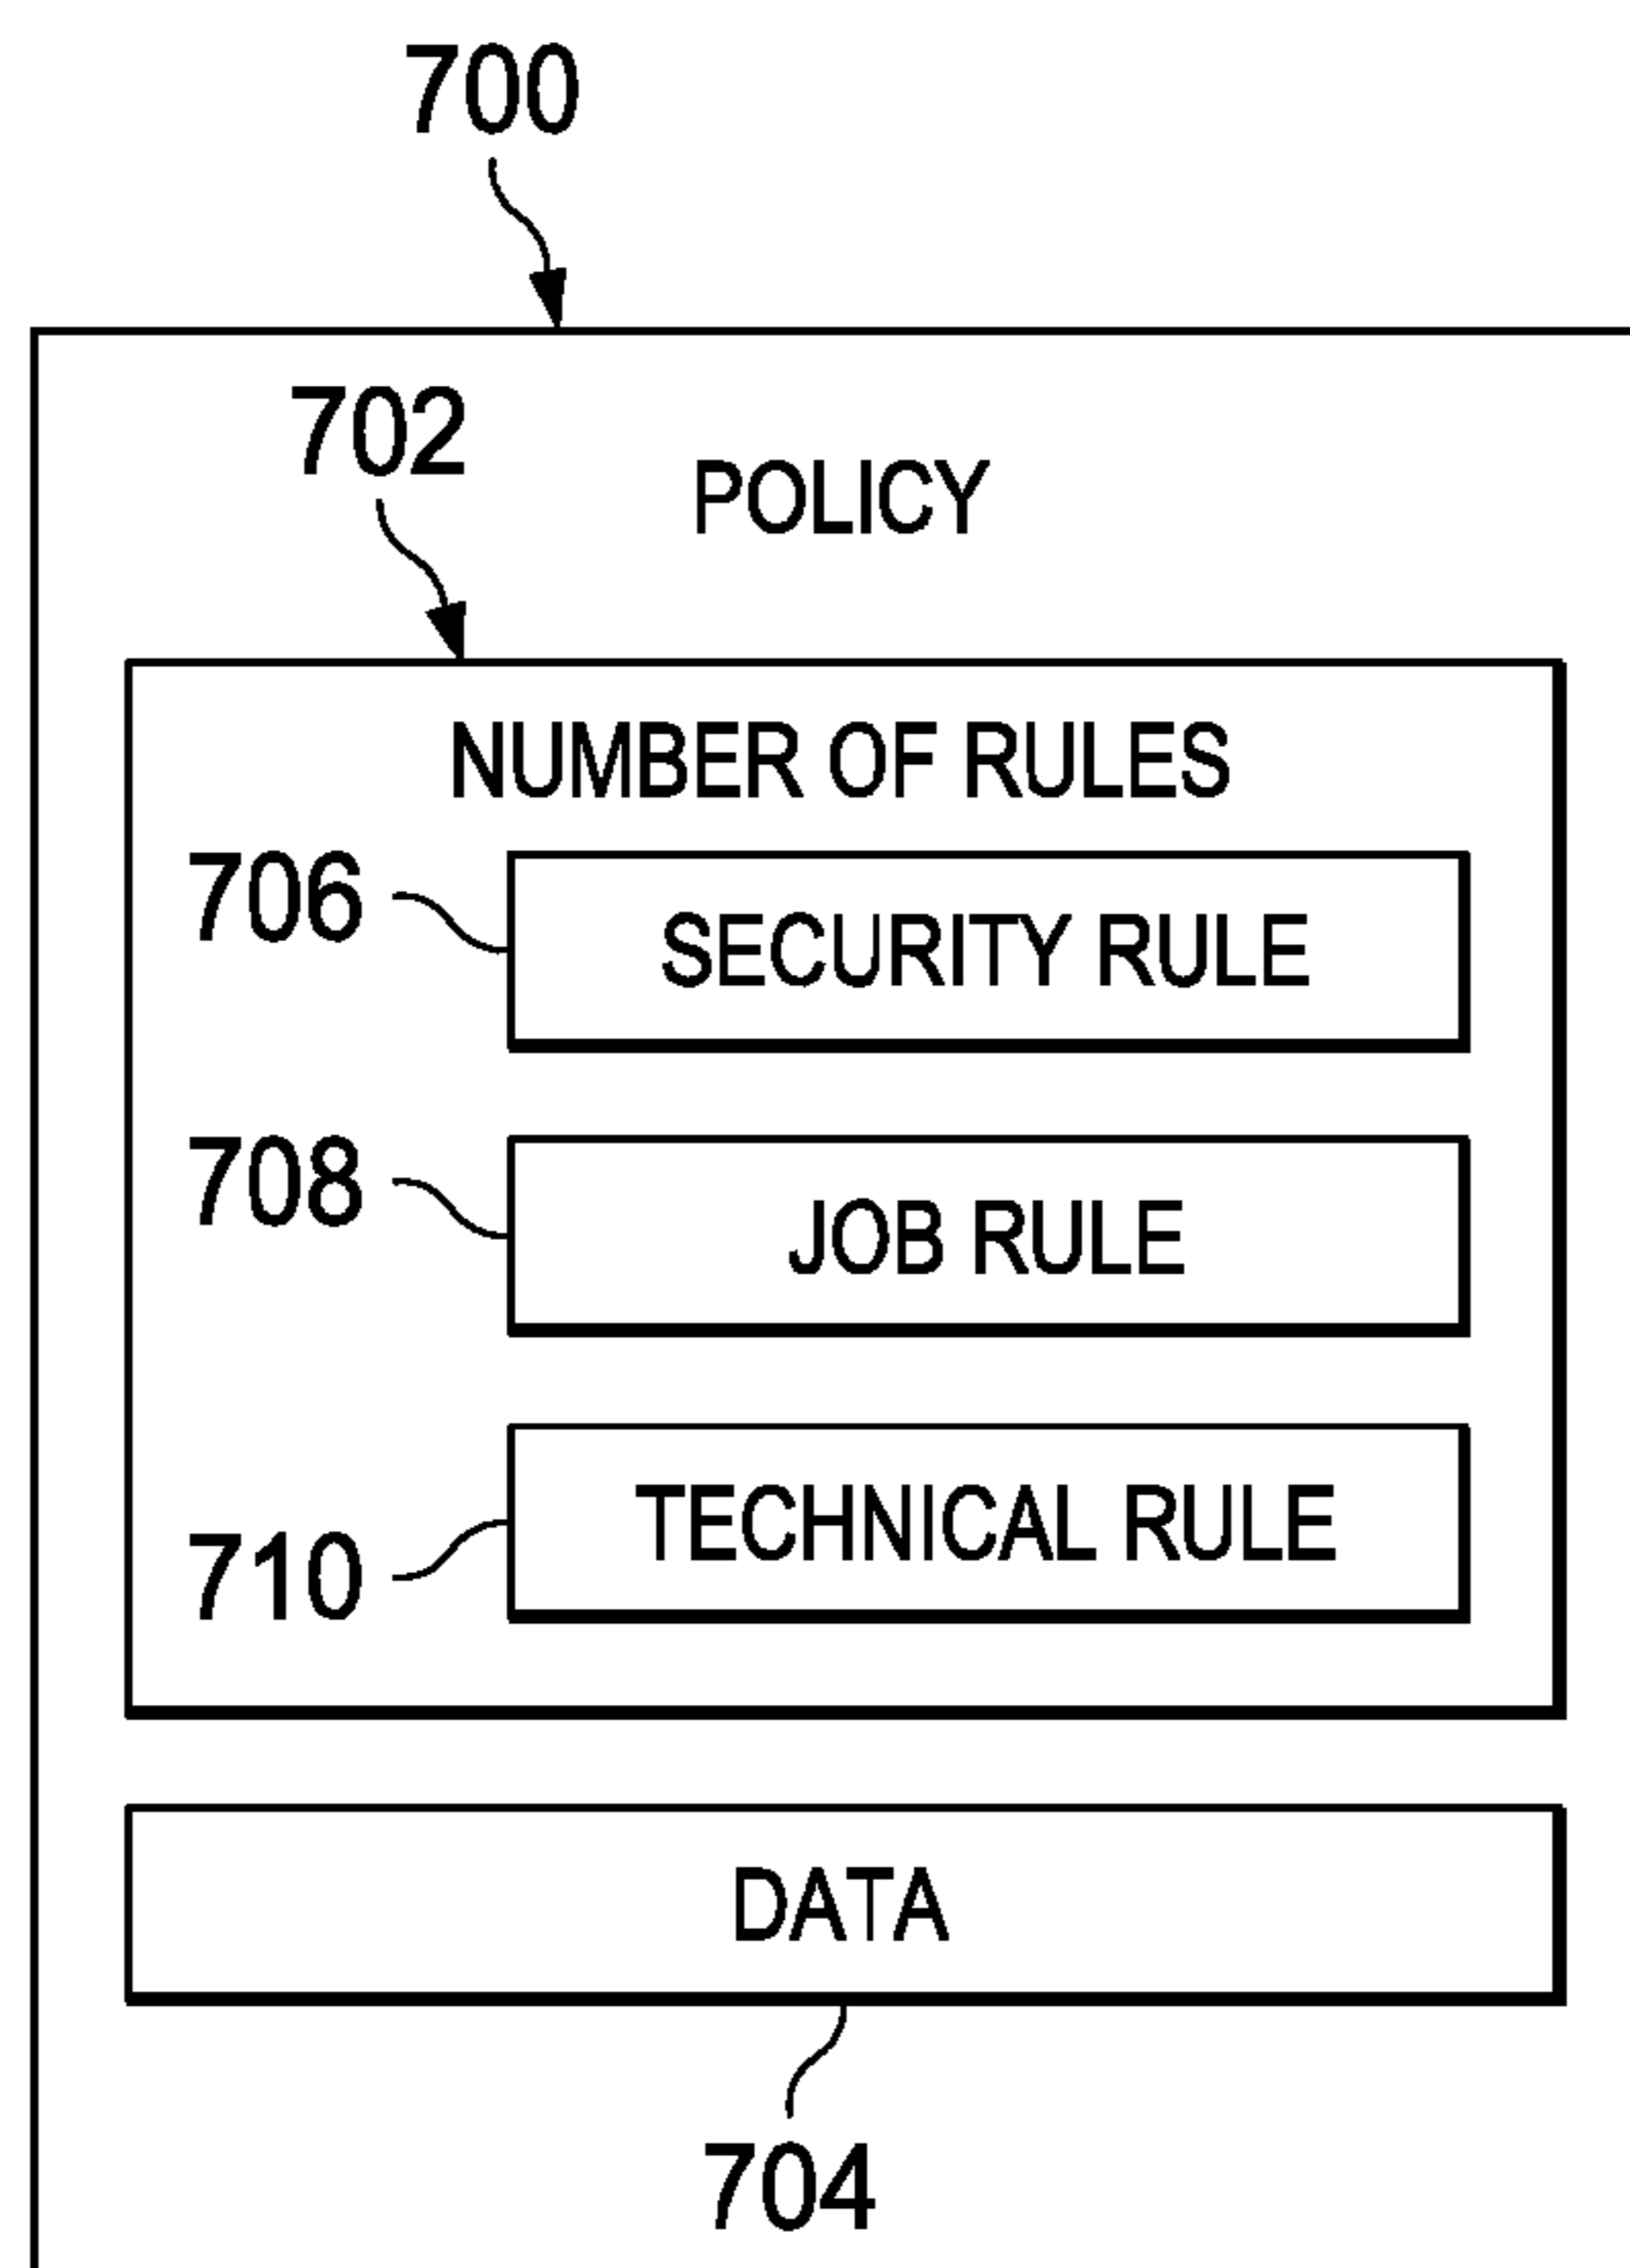 700
702
POLICY
NUMBER OF RULES
706
SECURITY RULE
708
JOB RULE
TECHNICAL RULE
710
DATA
704